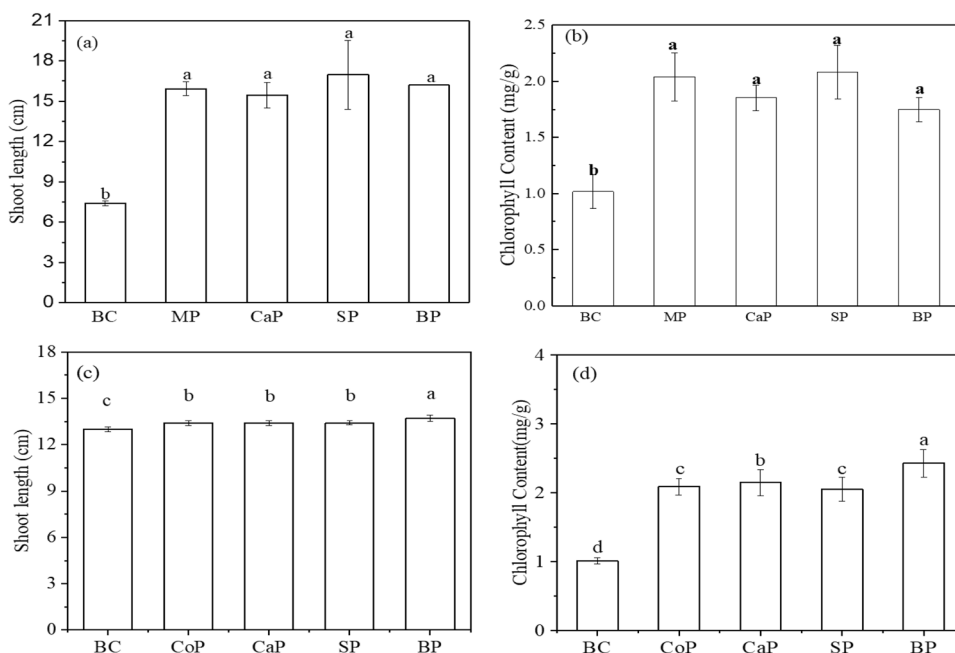 (a)
Shoot length (cm)
21
18
15
12
9
6
3
0
b
a
a
a
a
BC MP CaP SP BP
(b)
Chlorophyll Content (mg/g)
2.5
2.0
1.5
1.0
0.5
0.0
b
a
a
a
a
BC MP CaP SP BP
(c)
Shoot length (cm)
18
15
12
9
6
3
0
c
b
b
b
a
BC CoP CaP SP BP
(d)
Chlorophyll Content(mg/g)
4
3
2
1
0
d
c
b
c
a
BC CoP CaP SP BP